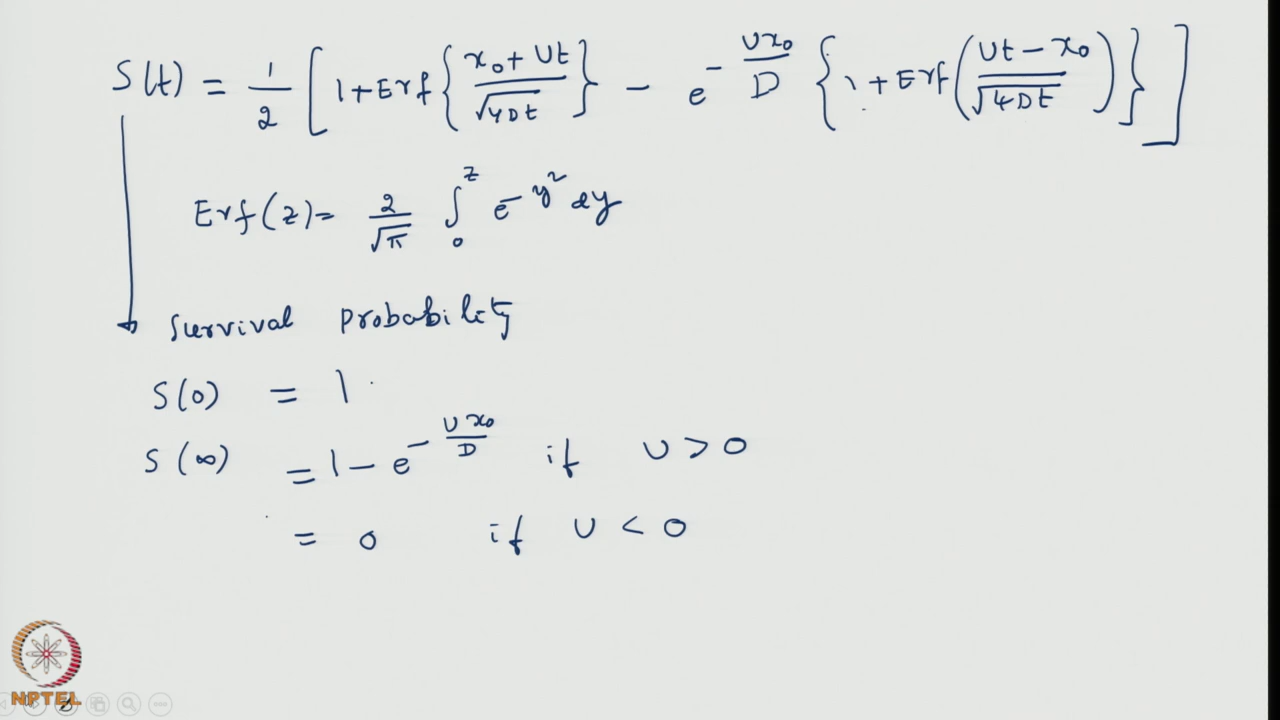 S(t) = 1/2 [ 1 + Erf { (x₀ + Ut)/√4Dt } − e^(−Ux₀/D) { 1 + Erf ( (Ut − x₀)/√4Dt ) } ]
Erf(z) = 2/√π ∫₀^z e^(−y²) dy
Survival Probability
S(0) = 1
S(∞) = 1 − e^(−Ux₀/D) if U > 0
= 0 if U < 0
NPTEL